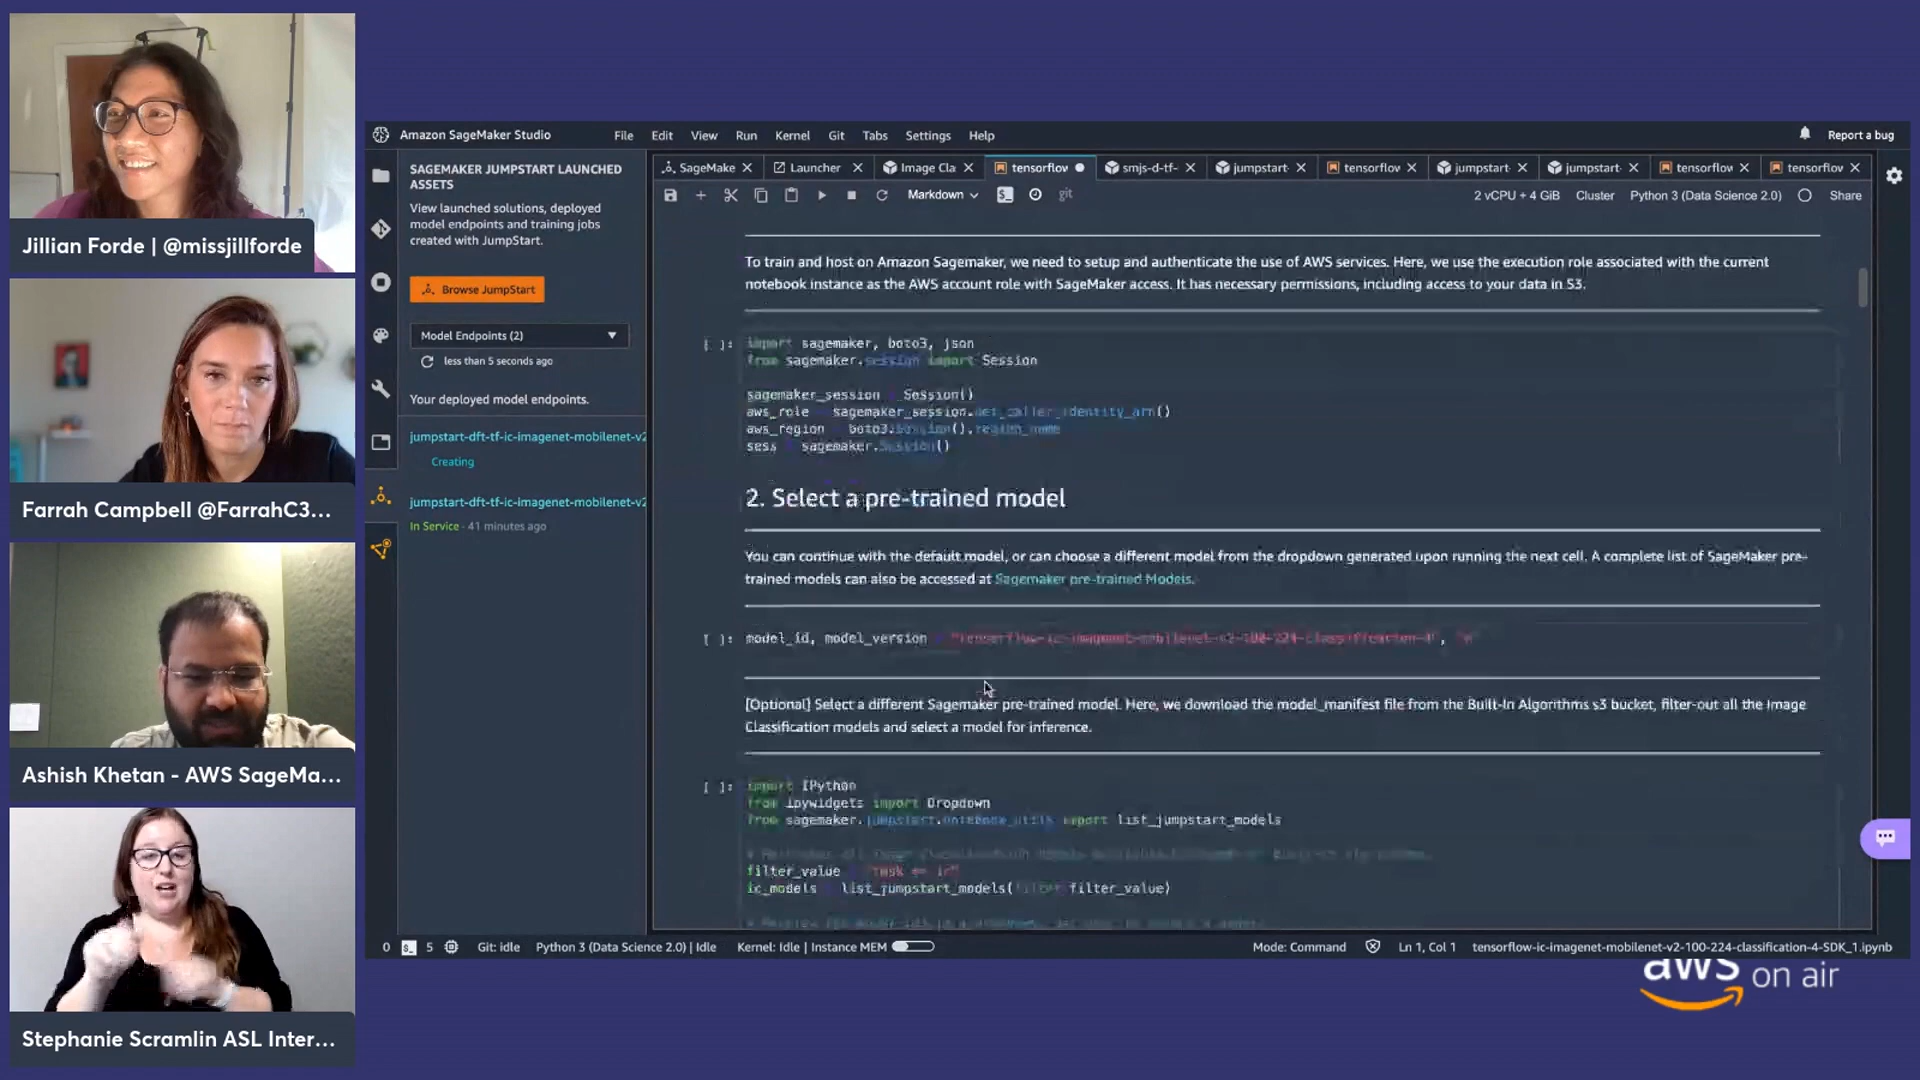 Jillian Forde | @missjillforde
Farrah Campbell @FarrahC3...
Ashish Khetan - AWS SageMa...
Stephanie Scramlin ASL Inter...
Amazon SageMaker Studio
File Edit View Run Kernel Git Tabs Settings Help
Report a bug
SAGEMAKER JUMPSTART LAUNCHED
ASSETS
View launched solutions, deployed
model endpoints and training jobs
created with JumpStart.
Browse JumpStart
Model Endpoints (2)
less than 5 seconds ago
Your deployed model endpoints.
jumpstart-dft-tf-ic-imagenet-mobilenet-v2
Creating
jumpstart-dft-tf-ic-imagenet-mobilenet-v2
In Service - 41 minutes ago
SageMake Launcher Image Cla tensorflow smjs-d-tf- jumpstart- tensorflow jumpstart- jumpstart- tensorflow tensorflow
Markdown git 2 vCPU + 4 GiB Cluster Python 3 (Data Science 2.0) Share
To train and host on Amazon Sagemaker, we need to setup and authenticate the use of AWS services. Here, we use the execution role associated with the current
notebook instance as the AWS account role with SageMaker access. It has necessary permissions, including access to your data in S3.
[ ]: import sagemaker, boto3, json
from sagemaker.session import Session
sagemaker_session Session()
aws_role sagemaker_session.get_caller_identity_arn()
aws_region boto3.Session().region_name
sess sagemaker.Session()
2. Select a pre-trained model
You can continue with the default model, or can choose a different model from the dropdown generated upon running the next cell. A complete list of SageMaker pre-
trained models can also be accessed at Sagemaker pre-trained Models.
[ ]: model_id, model_version "tensorflow-ic-imagenet-mobilenet-v2-100-224-classification-4",
[Optional] Select a different Sagemaker pre-trained model. Here, we download the model_manifest file from the Built-In Algorithms s3 bucket, filter-out all the Image
Classification models and select a model for inference.
[ ]: import IPython
from ipywidgets import Dropdown
from sagemaker.jumpstart.notebook_utils import list_jumpstart_models
filter_value "task == ic"
ic_models list_jumpstart_models(filter filter_value)
0 5 Git: idle Python 3 (Data Science 2.0) | Idle Kernel: Idle | Instance MEM Mode: Command Ln 1, Col 1 tensorflow-ic-imagenet-mobilenet-v2-100-224-classification-4-SDK_1.ipynb
aws on air